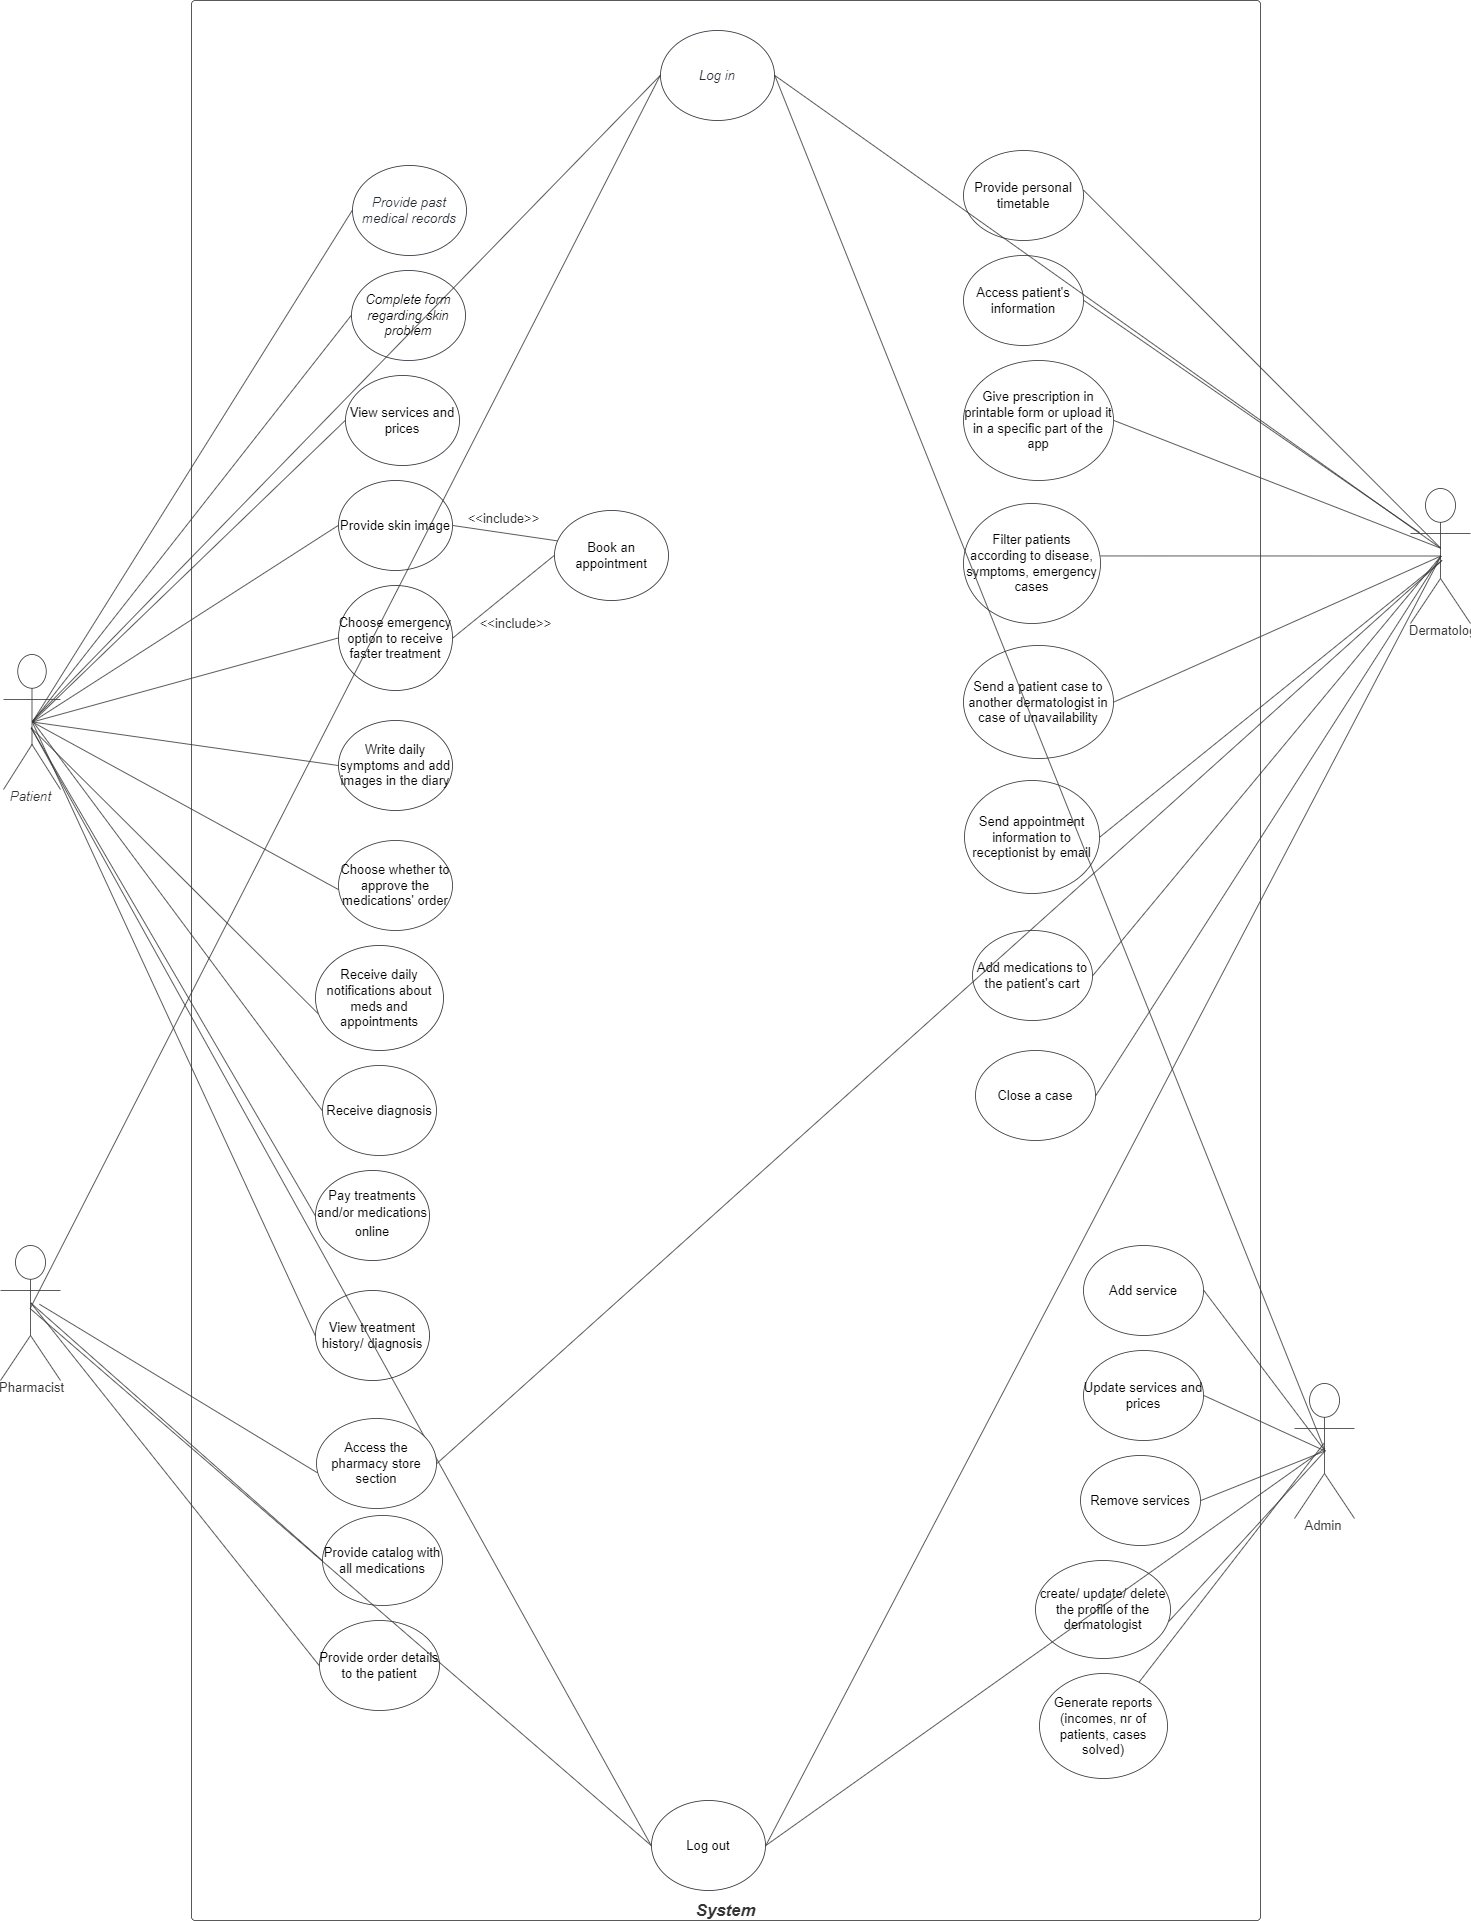 Log in
Provide past
medical records
Complete form
regarding skin
problem
View services and
prices
Provide skin image
<<include>>
Book an
appointment
Choose emergency
option to receive
faster treatment
<<include>>
Write daily
symptoms and add
images in the diary
Choose whether to
approve the
medications' order
Receive daily
notifications about
meds and
appointments
Receive diagnosis
Pay treatments
and/or medications
online
View treatment
history/ diagnosis
Access the
pharmacy store
section
Provide catalog with
all medications
Provide order details
to the patient
Patient
Pharmacist
Provide personal
timetable
Access patient's
information
Give prescription in
printable form or upload it
in a specific part of the
app
Filter patients
according to disease,
symptoms, emergency
cases
Send a patient case to
another dermatologist in
case of unavailability
Send appointment
information to
receptionist by email
Add medications to
the patient's cart
Close a case
Dermatolog
Add service
Update services and
prices
Remove services
create/ update/ delete
the profile of the
dermatologist
Generate reports
(incomes, nr of
patients, cases
solved)
Admin
Log out
System